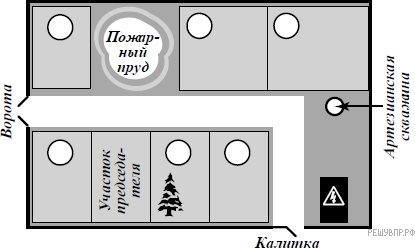 Пожар-
ный
пруд
Ворота
Артезианская
скважина
Участок
председа-
теля
Калитка
РЕШУВПР.РФ